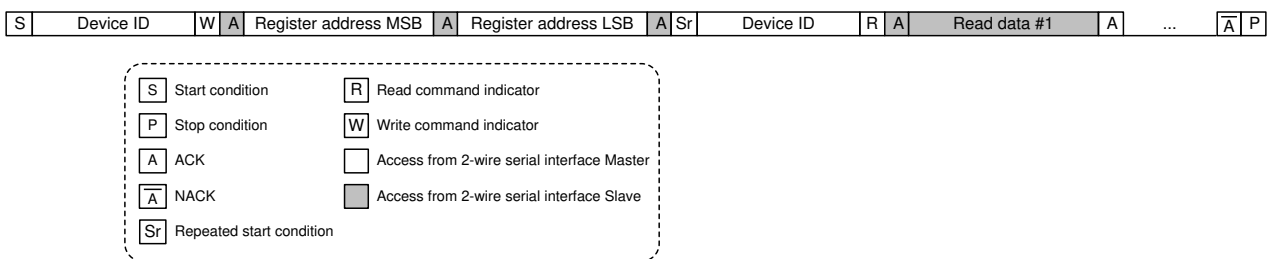 S Device ID W A Register address MSB A Register address LSB A Sr Device ID R A Read data #1 A ... A̅ P
S Start condition R Read command indicator
P Stop condition W Write command indicator
A ACK Access from 2-wire serial interface Master
A̅ NACK Access from 2-wire serial interface Slave
Sr Repeated start condition